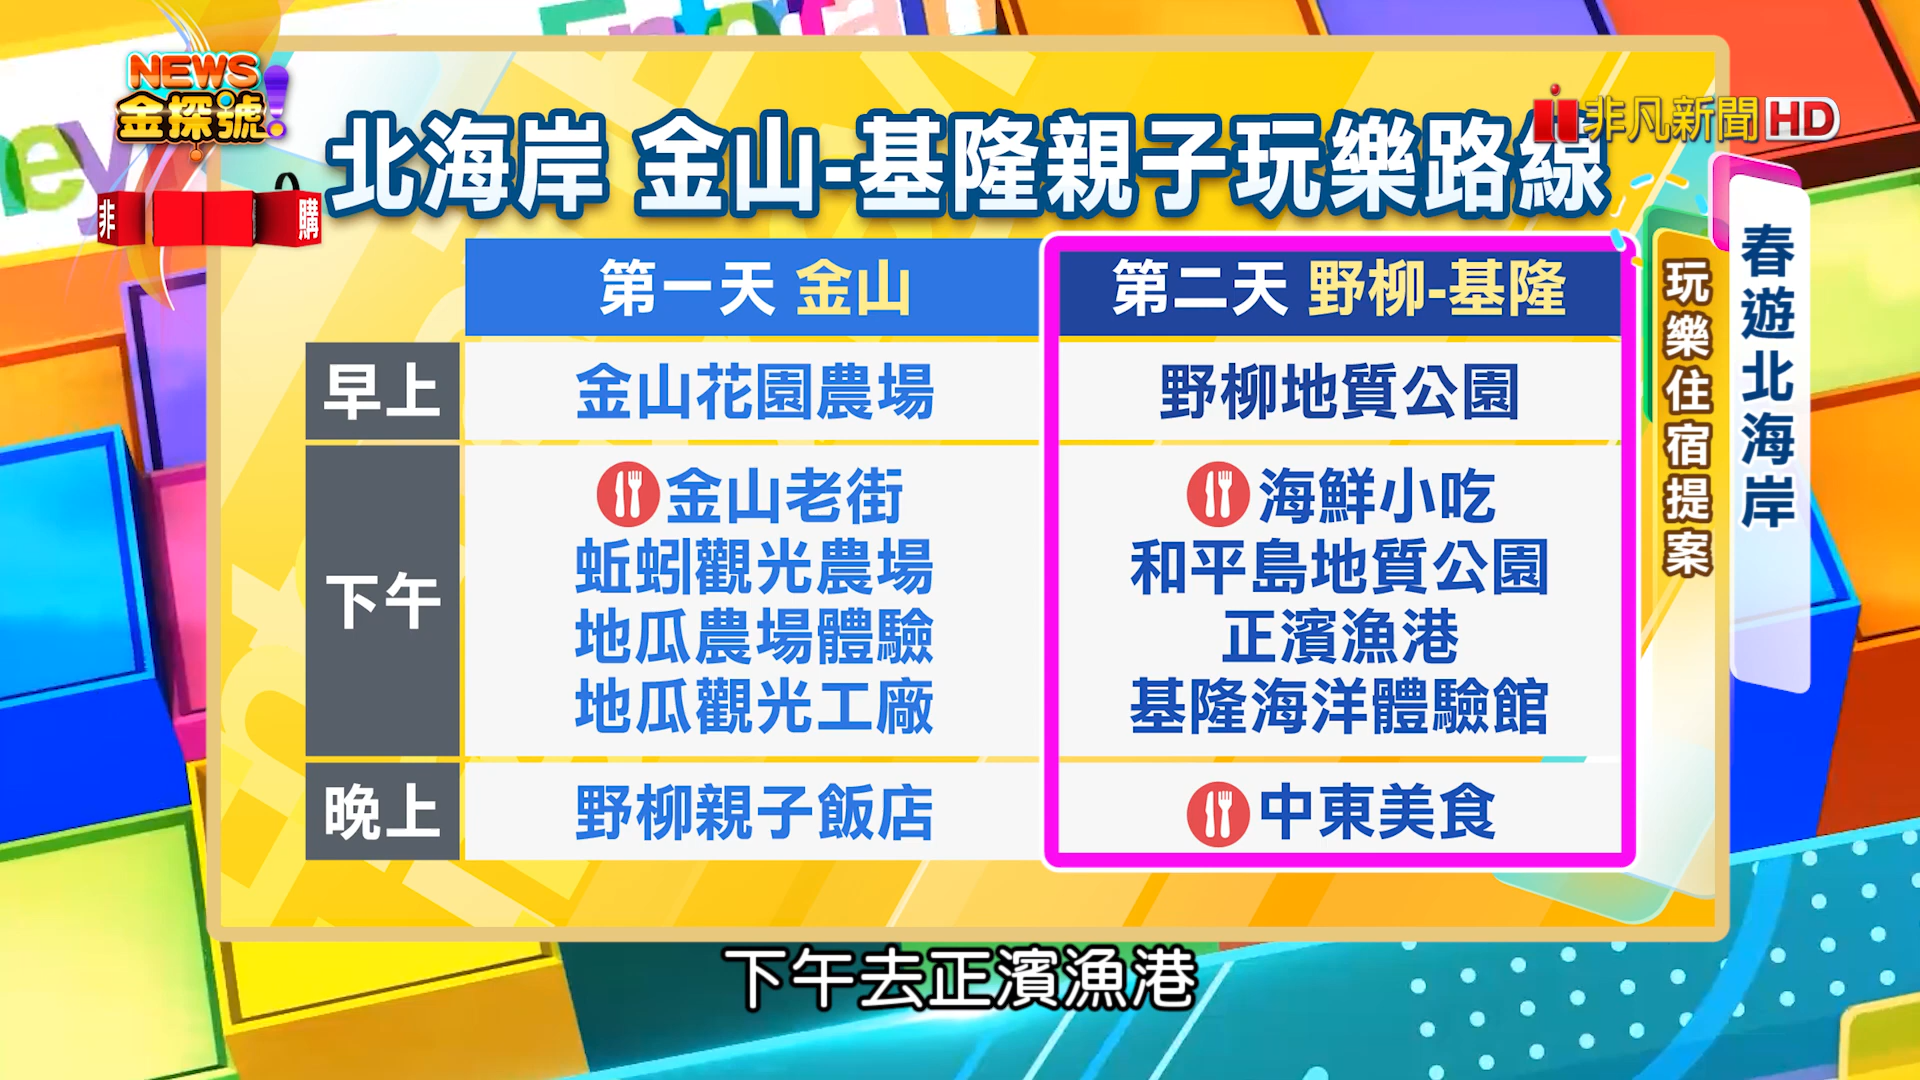 NEWS
金探號!
非凡新聞HD
非 購
ey
北海岸 金山-基隆親子玩樂路線
春遊北海岸
玩樂住宿提案
第一天 金山
第二天 野柳-基隆
早上
金山花園農場
野柳地質公園
下午
金山老街
蚯蚓觀光農場
地瓜農場體驗
地瓜觀光工廠
海鮮小吃
和平島地質公園
正濱漁港
基隆海洋體驗館
晚上
野柳親子飯店
中東美食
下午去正濱漁港